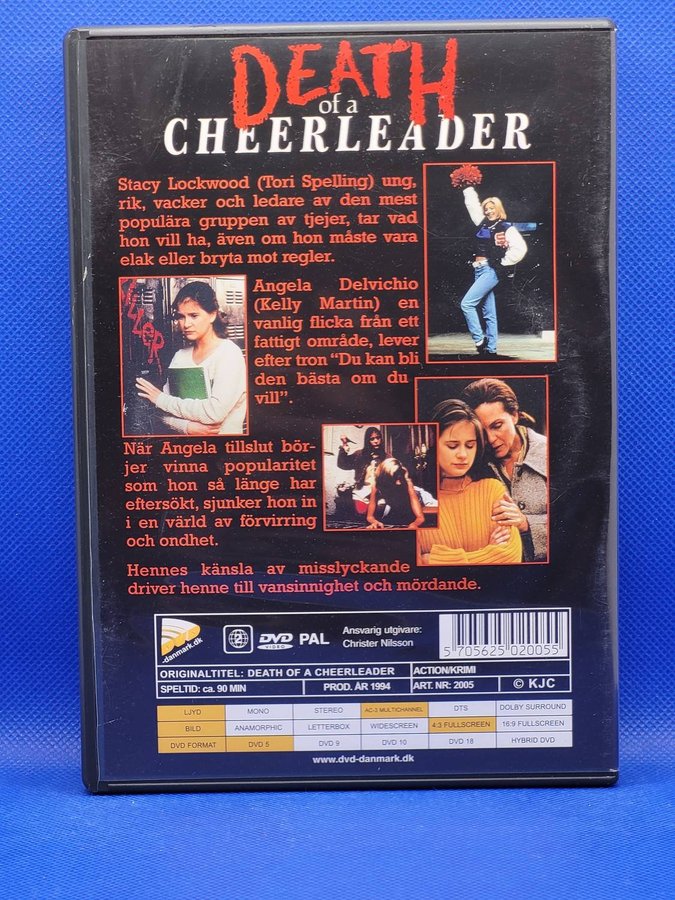 DEATH
of a
CHEERLEADER
Stacy Lockwood (Tori Spelling) ung,
rik, vacker och ledare av den mest
populära gruppen av tjejer, tar vad
hon vill ha, även om hon måste vara
elak eller bryta mot regler.
KILLER
Angela Delvichio
(Kelly Martin) en
vanlig flicka från ett
fattigt område, lever
efter tron "Du kan bli
den bästa om du
vill".
När Angela tillslut bör-
jer vinna popularitet
som hon så länge har
eftersökt, sjunker hon in
i en värld av förvirring
och ondhet.
Hennes känsla av misslyckande
driver henne till vansinnighet och mördande.
-danmark.dk
2
DVD VIDEO
PAL
Ansvarig utgivare:
Christer Nilsson
5 705625 020055
ORIGINALTITEL: DEATH OF A CHEERLEADER ACTION/KRIMI
SPELTID: ca. 90 MIN PROD. ÅR 1994 ART. NR: 2005 © KJC
LJYD MONO STEREO AC-3 MULTICHANNEL DTS DOLBY SURROUND
BILD ANAMORPHIC LETTERBOX WIDESCREEN 4:3 FULLSCREEN 16:9 FULLSCREEN
DVD FORMAT DVD 5 DVD 9 DVD 10 DVD 18 HYBRID DVD
www.dvd-danmark.dk